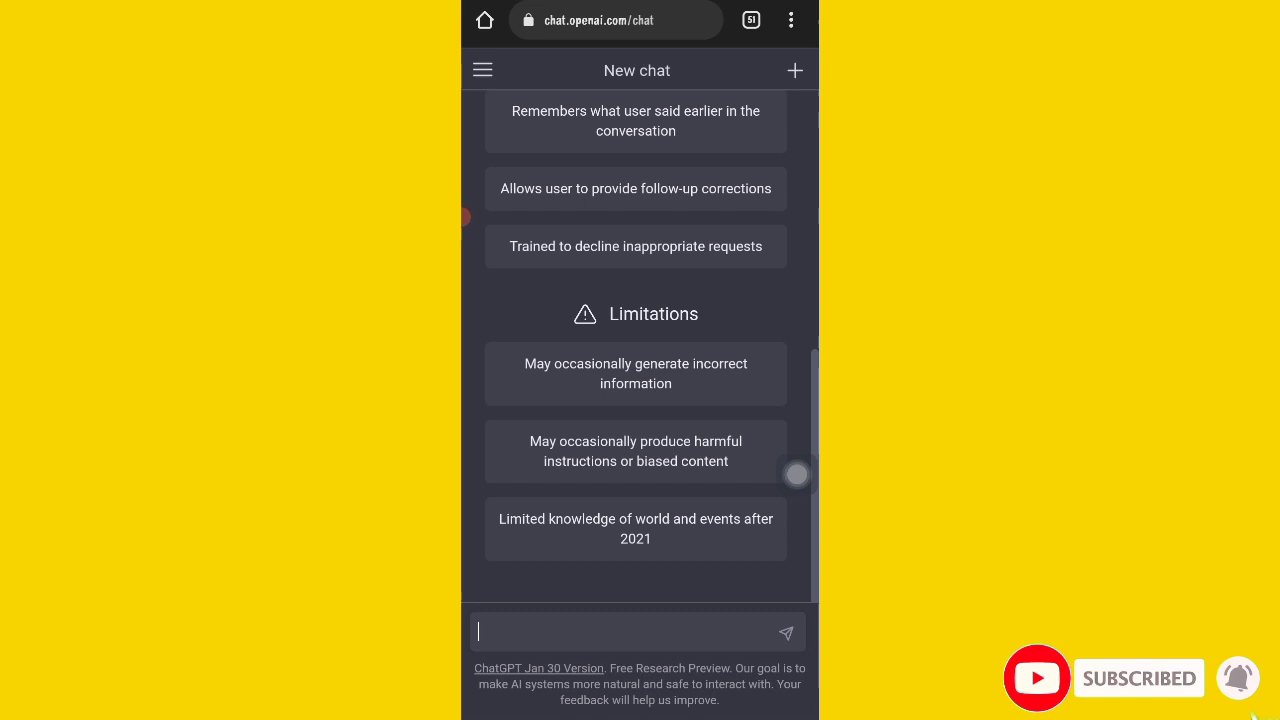 chat.openai.com/chat
51
New chat
Remembers what user said earlier in the
conversation
Allows user to provide follow-up corrections
Trained to decline inappropriate requests
Limitations
May occasionally generate incorrect
information
May occasionally produce harmful
instructions or biased content
Limited knowledge of world and events after
2021
ChatGPT Jan 30 Version. Free Research Preview. Our goal is to
make AI systems more natural and safe to interact with. Your
feedback will help us improve.
SUBSCRIBED